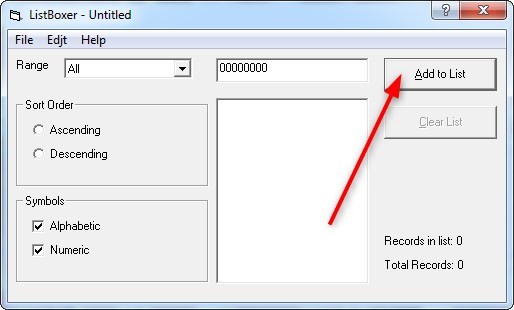 ListBoxer - Untitled
File Edjt Help
Range All 00000000 Add to List
Sort Order
Ascending
Descending
Clear List
Symbols
Alphabetic
Numeric
Records in list: 0
Total Records: 0